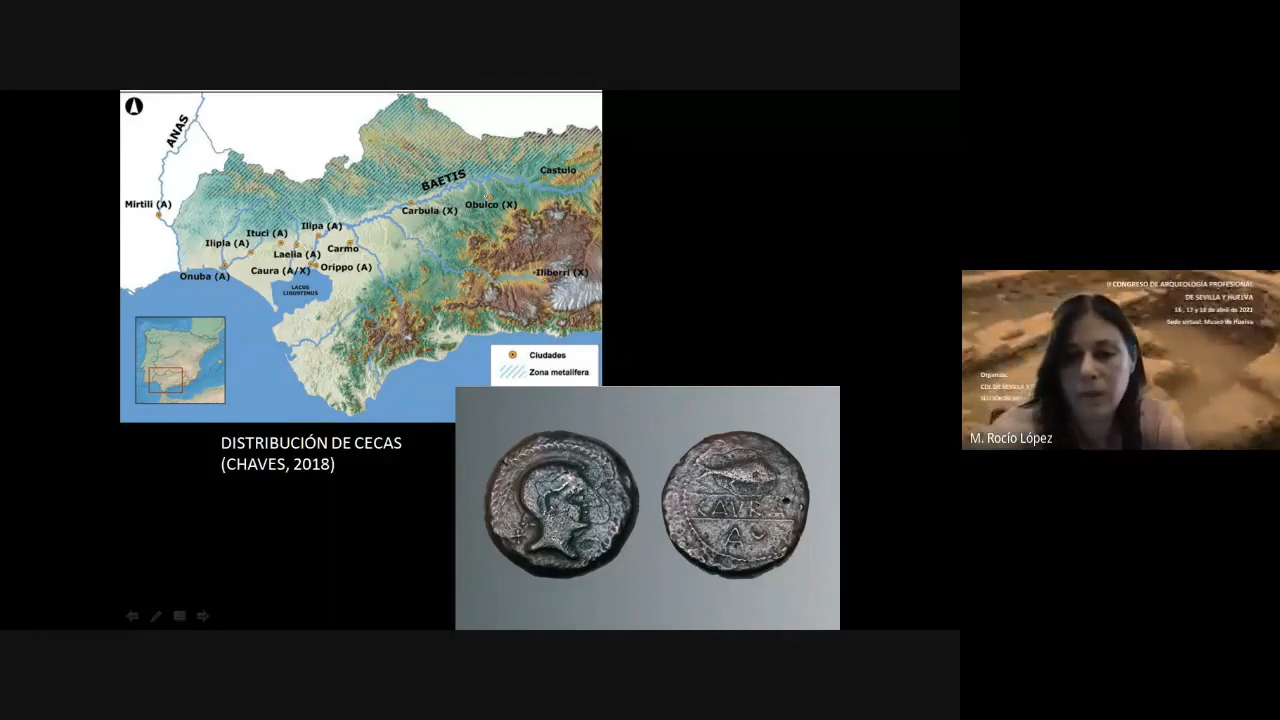 ANAS
BAETIS
Castulo
Mirtili (A)
Carbula (X)
Obulco (X)
Ituci (A)
Ilipa (A)
Ilipla (A)
Laelia (A)
Carmo
Onuba (A)
Caura (A/X)
Orippo (A)
Iliberri (X)
LACUS
LIGUSTINUS
Ciudades
Zona metalífera
DISTRIBUCIÓN DE CECAS
(CHAVES, 2018)
CAVRA
A
II CONGRESO DE ARQUEOLOGÍA PROFESIONAL
DE SEVILLA Y HUELVA
16, 17 y 18 de abril de 2021
Sede virtual: Museo de Huelva
Organiza:
CDL DE SEVILLA Y
M. Rocío López